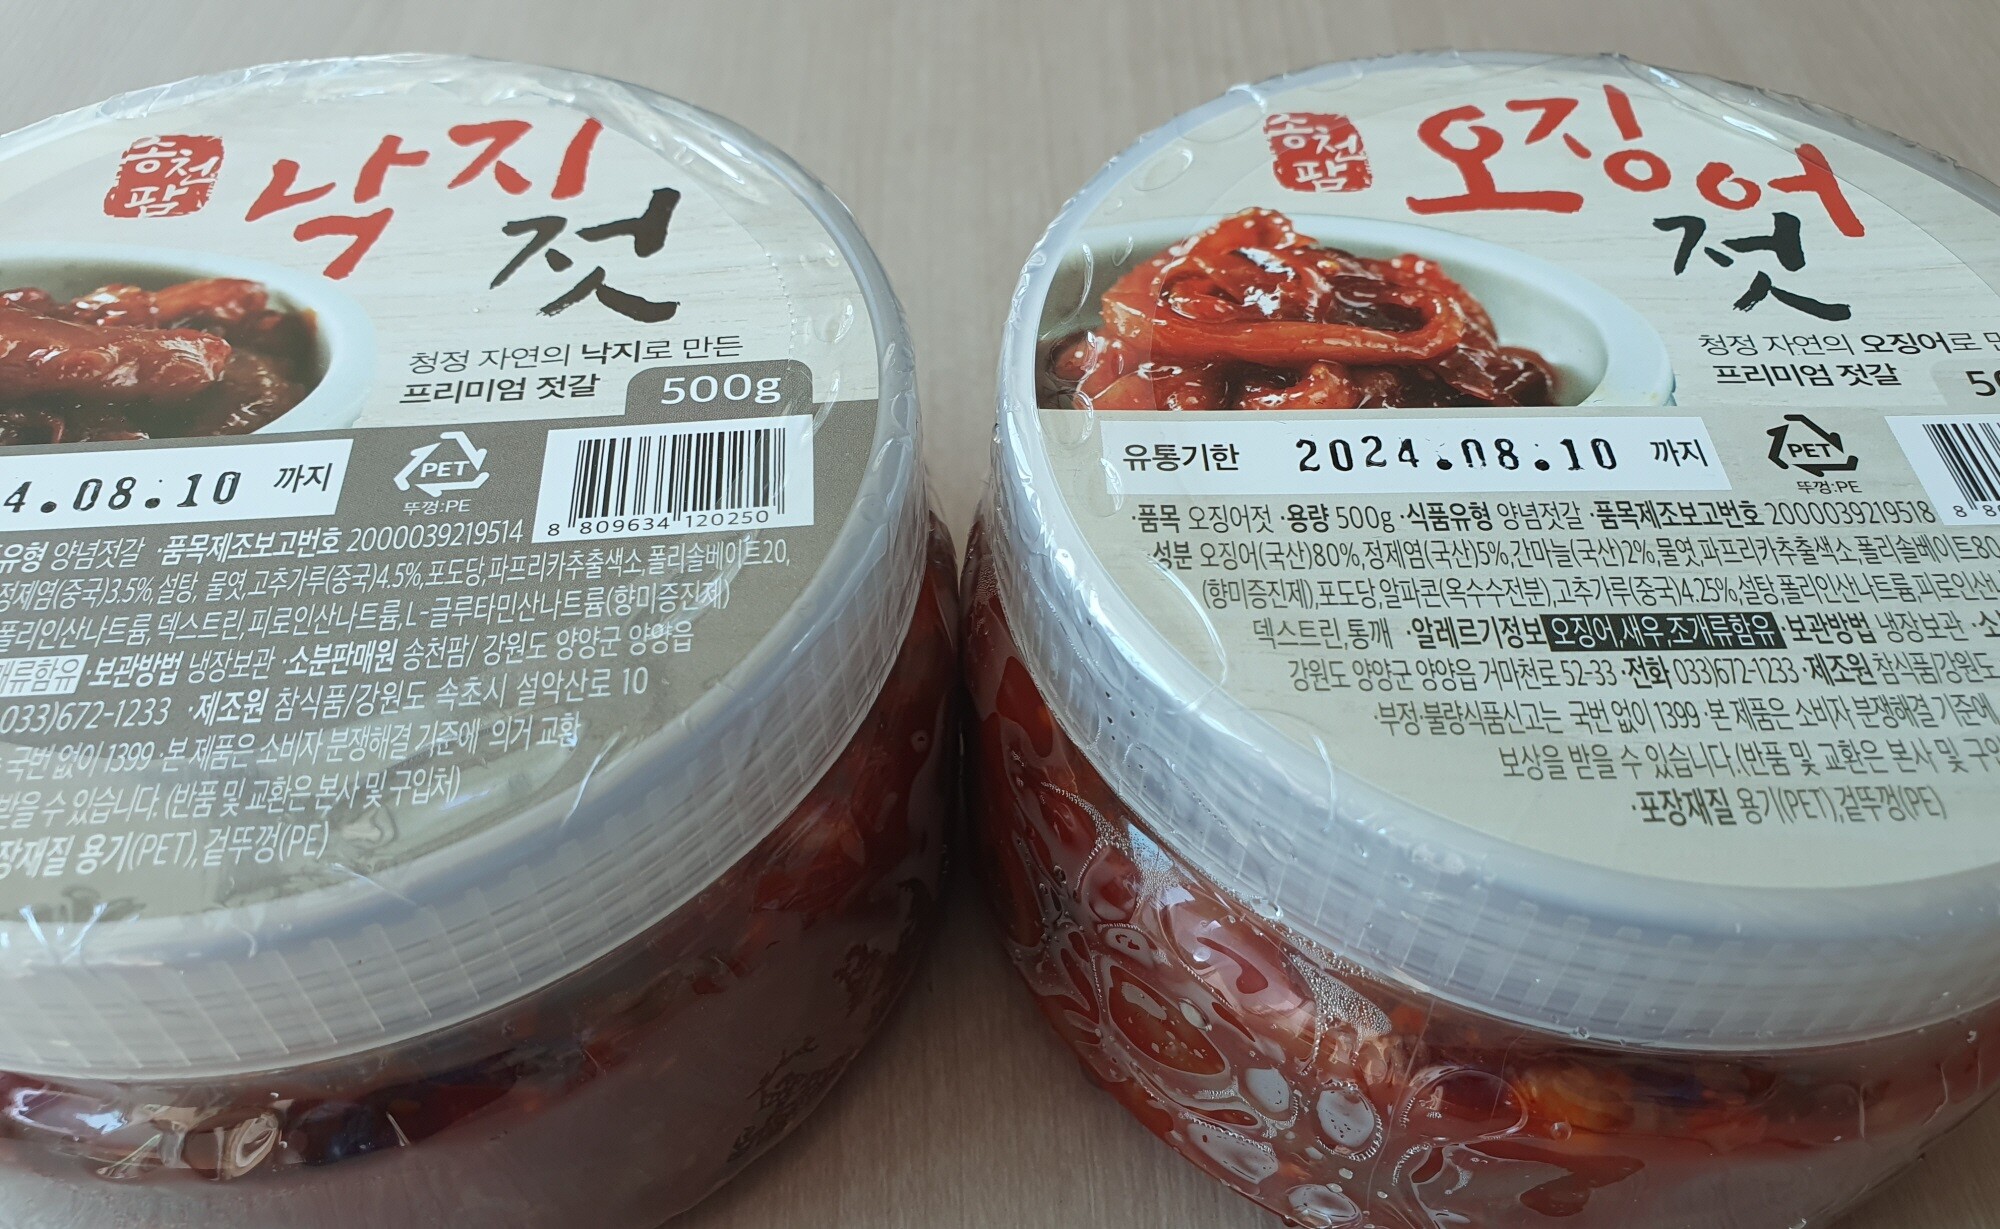 송천팜
낙지
젓
청정 자연의 낙지로 만든
프리미엄 젓갈
500g
4.08.10 까지
PET
뚜껑:PE
8 809634 120250
유형 양념젓갈 ·품목제조보고번호 2000039219514
정제염(중국)3.5%,설탕, 물엿,고추가루(중국)4.5%,포도당,파프리카추출색소,폴리솔베이트20,
폴리인산나트륨,덱스트린,피로인산나트륨,L-글루타민산나트륨(향미증진제)
개류함유 ·보관방법 냉장보관 ·소분판매원 송천팜/ 강원도 양양군 양양읍
033)672-1233 ·제조원 참식품/강원도 속초시 설악산로 10
국번 없이 1399 ·본 제품은 소비자 분쟁해결 기준에 의거 교환
받을 수 있습니다. (반품 및 교환은 본사 및 구입처)
장재질 용기(PET),겉뚜껑(PE)
송천팜
오징어
젓
청정 자연의 오징어로
프리미엄 젓갈
유통기한 2024.08.10 까지
PET
뚜껑:PE
·품목 오징어젓 ·용량 500g ·식품유형 양념젓갈 ·품목제조보고번호 2000039219518
성분 오징어(국산)80%,정제염(국산)5%,간마늘(국산)2%,물엿,파프리카추출색소,폴리솔베이트80
(향미증진제),포도당,알파콘(옥수수전분),고추가루(중국)4.25%,설탕,폴리인산나트륨,피로인산
덱스트린,통깨 ·알레르기정보 오징어,새우,조개류함유 ·보관방법 냉장보관
강원도 양양군 양양읍 거마천로 52-33 ·전화 033)672-1233 ·제조원 참식품/강원도
·부정·불량식품신고는 국번 없이 1399 ·본 제품은 소비자 분쟁해결 기준에
보상을 받을 수 있습니다.(반품 및 교환은 본사 및 구입
·포장재질 용기(PET),겉뚜껑(PE)